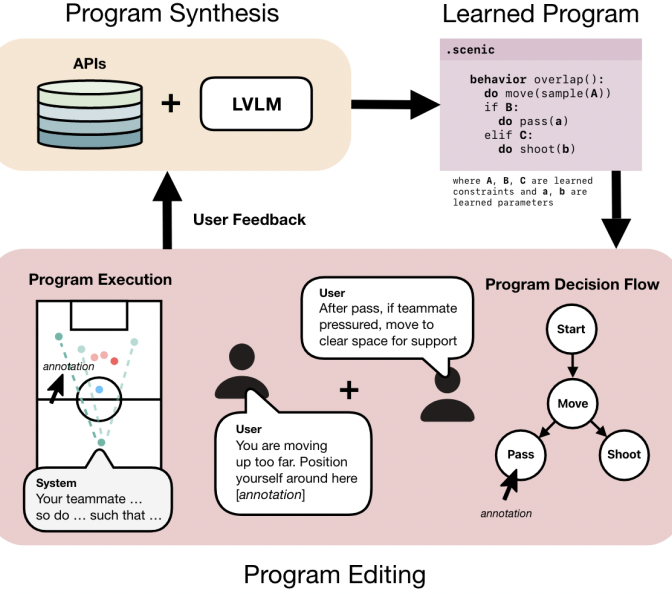 Program Synthesis
APIs
+
LVLM
Learned Program
.scenic
behavior overlap():
do move(sample(A))
if B:
do pass(a)
elif C:
do shoot(b)
where A, B, C are learned
constraints and a, b are
learned parameters
User Feedback
Program Execution
annotation
System
Your teammate ...
so do ... such that ...
User
You are moving
up too far. Position
yourself around here
[annotation]
+
User
After pass, if teammate
pressured, move to
clear space for support
Program Decision Flow
Start
Move
Pass
Shoot
annotation
Program Editing